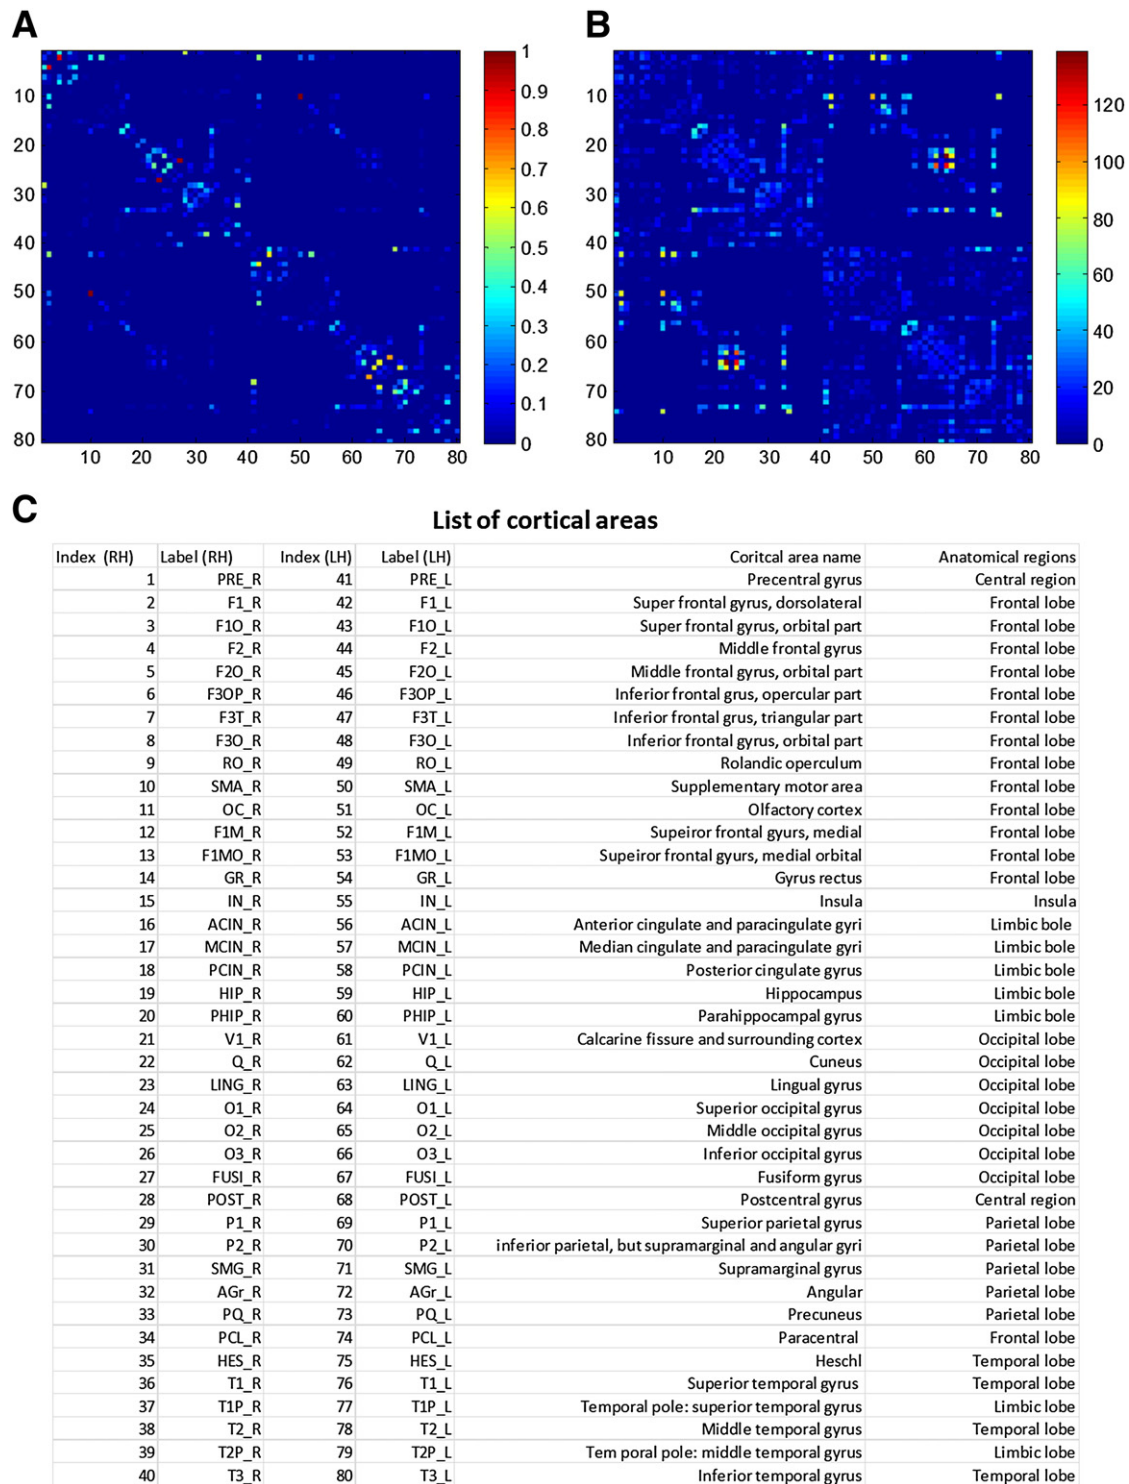 A
B
10
20
30
40
50
60
70
80
10 20 30 40 50 60 70 80
1
0.9
0.8
0.7
0.6
0.5
0.4
0.3
0.2
0.1
0
10
20
30
40
50
60
70
80
10 20 30 40 50 60 70 80
120
100
80
60
40
20
0
C
List of cortical areas
Index (RH) Label (RH) Index (LH) Label (LH) Coritcal area name Anatomical regions
1 PRE_R 41 PRE_L Precentral gyrus Central region
2 F1_R 42 F1_L Super frontal gyrus, dorsolateral Frontal lobe
3 F1O_R 43 F1O_L Super frontal gyrus, orbital part Frontal lobe
4 F2_R 44 F2_L Middle frontal gyrus Frontal lobe
5 F2O_R 45 F2O_L Middle frontal gyrus, orbital part Frontal lobe
6 F3OP_R 46 F3OP_L Inferior frontal grus, opercular part Frontal lobe
7 F3T_R 47 F3T_L Inferior frontal grus, triangular part Frontal lobe
8 F3O_R 48 F3O_L Inferior frontal gyrus, orbital part Frontal lobe
9 RO_R 49 RO_L Rolandic operculum Frontal lobe
10 SMA_R 50 SMA_L Supplementary motor area Frontal lobe
11 OC_R 51 OC_L Olfactory cortex Frontal lobe
12 F1M_R 52 F1M_L Supeiror frontal gyurs, medial Frontal lobe
13 F1MO_R 53 F1MO_L Supeiror frontal gyurs, medial orbital Frontal lobe
14 GR_R 54 GR_L Gyrus rectus Frontal lobe
15 IN_R 55 IN_L Insula Insula
16 ACIN_R 56 ACIN_L Anterior cingulate and paracingulate gyri Limbic bole
17 MCIN_R 57 MCIN_L Median cingulate and paracingulate gyri Limbic bole
18 PCIN_R 58 PCIN_L Posterior cingulate gyrus Limbic bole
19 HIP_R 59 HIP_L Hippocampus Limbic bole
20 PHIP_R 60 PHIP_L Parahippocampal gyrus Limbic bole
21 V1_R 61 V1_L Calcarine fissure and surrounding cortex Occipital lobe
22 Q_R 62 Q_L Cuneus Occipital lobe
23 LING_R 63 LING_L Lingual gyrus Occipital lobe
24 O1_R 64 O1_L Superior occipital gyrus Occipital lobe
25 O2_R 65 O2_L Middle occipital gyrus Occipital lobe
26 O3_R 66 O3_L Inferior occipital gyrus Occipital lobe
27 FUSI_R 67 FUSI_L Fusiform gyrus Occipital lobe
28 POST_R 68 POST_L Postcentral gyrus Central region
29 P1_R 69 P1_L Superior parietal gyrus Parietal lobe
30 P2_R 70 P2_L inferior parietal, but supramarginal and angular gyri Parietal lobe
31 SMG_R 71 SMG_L Supramarginal gyrus Parietal lobe
32 AGr_R 72 AGr_L Angular Parietal lobe
33 PQ_R 73 PQ_L Precuneus Parietal lobe
34 PCL_R 74 PCL_L Paracentral Frontal lobe
35 HES_R 75 HES_L Heschl Temporal lobe
36 T1_R 76 T1_L Superior temporal gyrus Temporal lobe
37 T1P_R 77 T1P_L Temporal pole: superior temporal gyrus Limbic lobe
38 T2_R 78 T2_L Middle temporal gyrus Temporal lobe
39 T2P_R 79 T2P_L Tem poral pole: middle temporal gyrus Limbic lobe
40 T3_R 80 T3_L Inferior temporal gyrus Temporal lobe